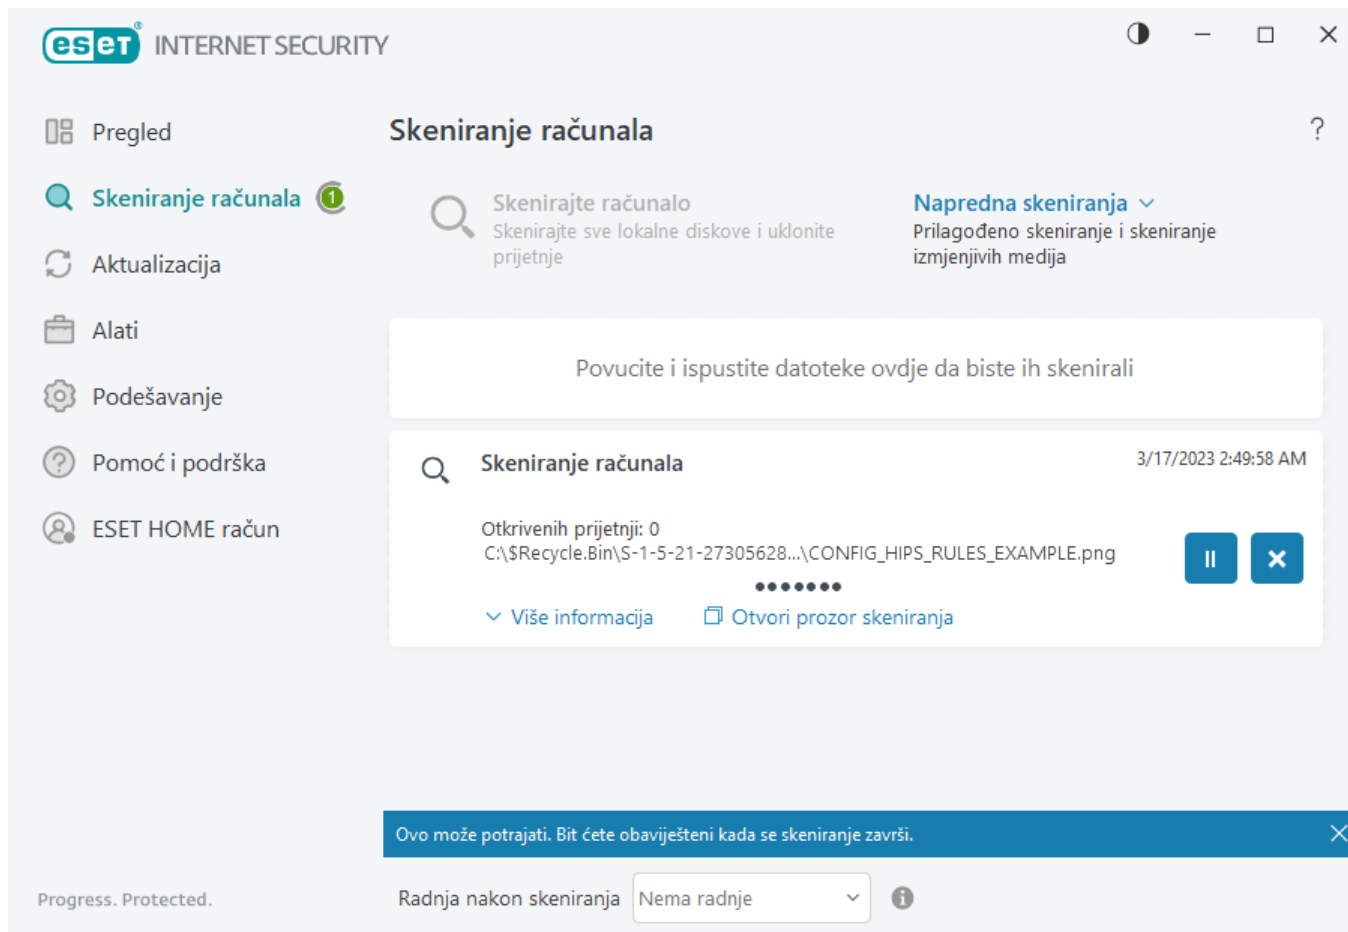 eset® INTERNET SECURITY
Pregled
Skeniranje računala 1
Aktualizacija
Alati
Podešavanje
Pomoć i podrška
ESET HOME račun
Progress. Protected.
Skeniranje računala
?
Skenirajte računalo
Skenirajte sve lokalne diskove i uklonite
prijetnje
Napredna skeniranja
Prilagođeno skeniranje i skeniranje
izmjenjivih medija
Povucite i ispustite datoteke ovdje da biste ih skenirali
Skeniranje računala
3/17/2023 2:49:58 AM
Otkrivenih prijetnji: 0
C:\$Recycle.Bin\S-1-5-21-27305628...\CONFIG_HIPS_RULES_EXAMPLE.png
Više informacija
Otvori prozor skeniranja
Ovo može potrajati. Bit ćete obaviješteni kada se skeniranje završi.
Radnja nakon skeniranja
Nema radnje